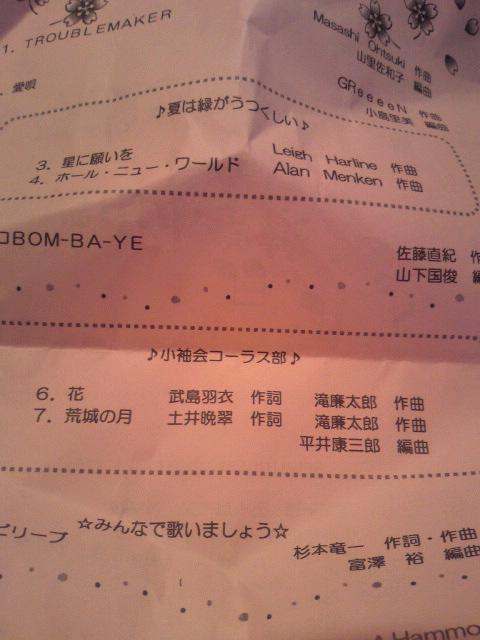 1. TROUBLEMAKER Masashi Ohtsuki 作曲
山里佐和子 編曲
愛唄 GReeeeN 作曲
小島里美 編曲
♪夏は緑がうつくしい♪
3. 星に願いを Leigh Harline 作曲
4. ホール・ニュー・ワールド Alan Menken 作曲
BOM-BA-YE 佐藤直紀 作
山下国俊 編
♪小袖会コーラス部♪
6. 花 武島羽衣 作詞 滝廉太郎 作曲
7. 荒城の月 土井晩翠 作詞 滝廉太郎 作曲
平井康三郎 編曲
☆みんなで歌いましょう☆
ビリーブ 杉本竜一 作詞・作曲
富澤 裕 編曲
Hammo